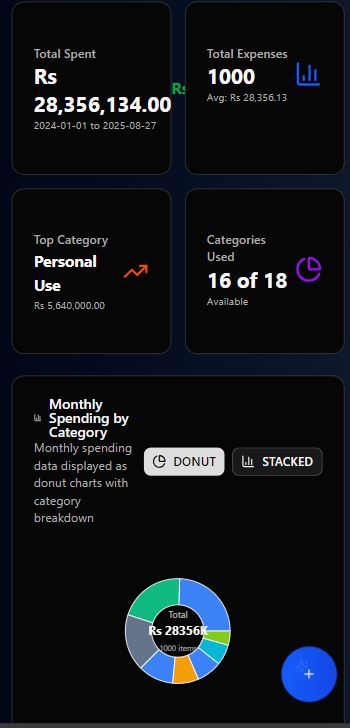 Total Spent
Rs
28,356,134.00
Rs
2024-01-01 to 2025-08-27
Total Expenses
1000
Avg: Rs 28,356.13
Top Category
Personal
Use
Rs 5,640,000.00
Categories
Used
16 of 18
Available
Monthly
Spending by
Category
Monthly spending
data displayed as
donut charts with
category
breakdown
DONUT
STACKED
Total
Rs 28356K
1000 items
+